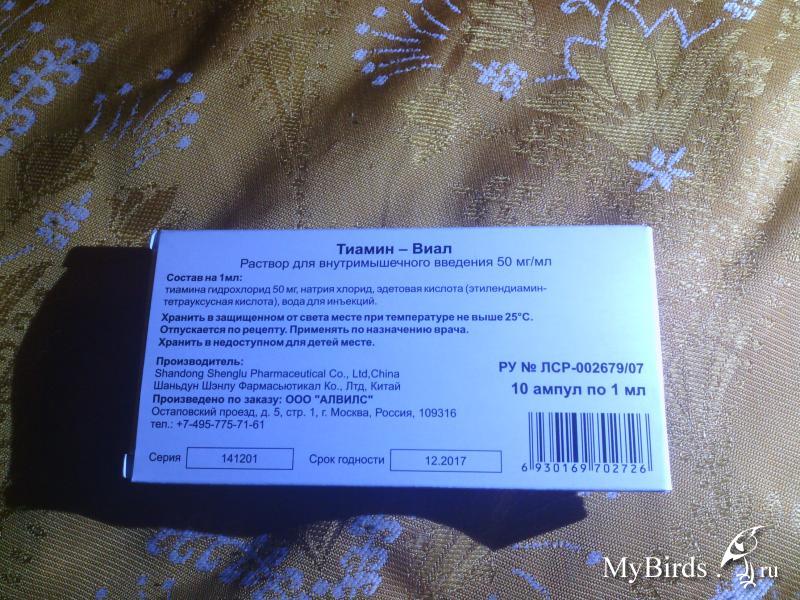 Тиамин – Виал
Раствор для внутримышечного введения 50 мг/мл
Состав на 1мл:
тиамина гидрохлорид 50 мг, натрия хлорид, эдетовая кислота (этилендиамин-
тетрауксусная кислота), вода для инъекций.
Хранить в защищенном от света месте при температуре не выше 25°С.
Отпускается по рецепту. Применять по назначению врача.
Хранить в недоступном для детей месте.
Производитель:
Shandong Shenglu Pharmaceutical Co., Ltd,China
Шаньдун Шэнлу Фармасьютикал Ко., Лтд, Китай
Произведено по заказу: ООО "АЛВИЛС"
Остаповский проезд, д. 5, стр. 1, г. Москва, Россия, 109316
тел.: +7-495-775-71-61
РУ № ЛСР-002679/07
10 ампул по 1 мл
Серия 141201 Срок годности 12.2017
6 930169 702726
MyBirds.ru